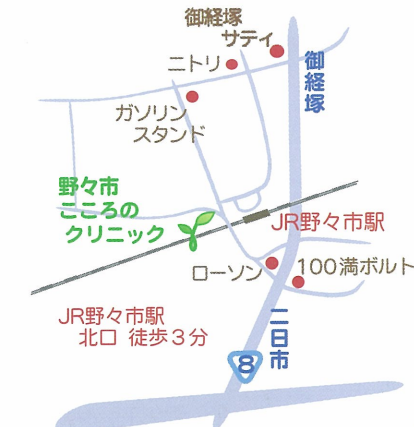 御経塚
サティ
ニトリ
御経塚
ガソリン
スタンド
野々市
こころの
クリニック
JR野々市駅
ローソン
100満ボルト
JR野々市駅
北口 徒歩3分
二日市
8